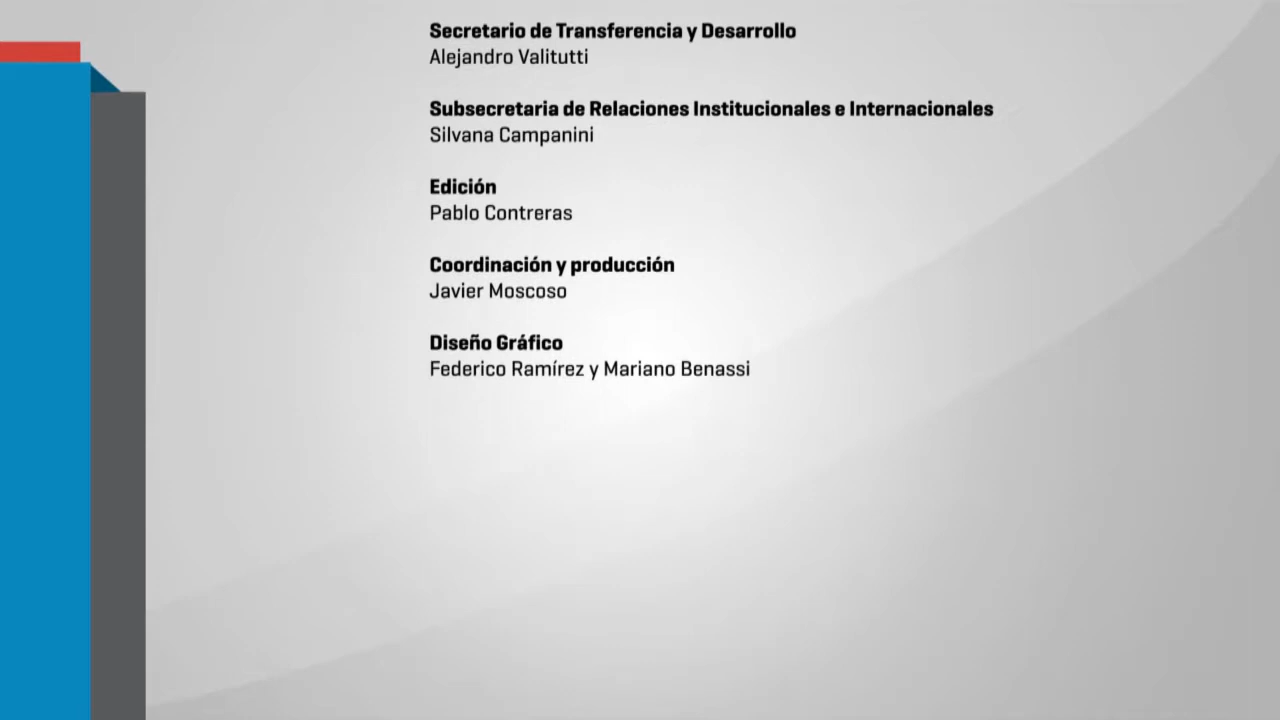 Secretario de Transferencia y Desarrollo
Alejandro Valitutti
Subsecretaria de Relaciones Institucionales e Internacionales
Silvana Campanini
Edición
Pablo Contreras
Coordinación y producción
Javier Moscoso
Diseño Gráfico
Federico Ramírez y Mariano Benassi